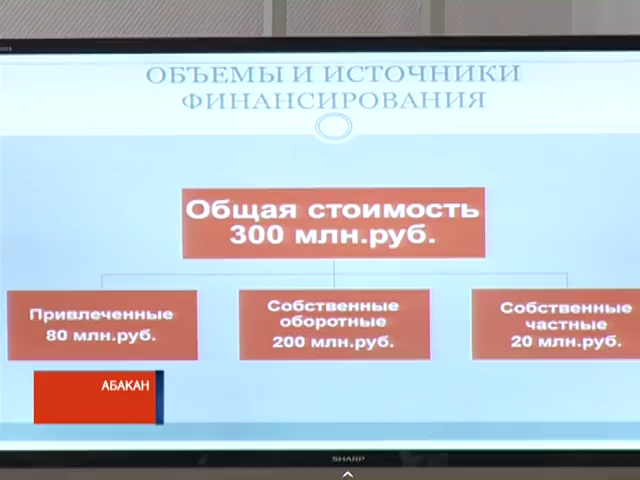 ОБЪЕМЫ И ИСТОЧНИКИ
ФИНАНСИРОВАНИЯ
Общая стоимость
300 млн.руб.
Привлеченные
80 млн.руб.
Собственные
оборотные
200 млн.руб.
Собственные
частные
20 млн.руб.
АБАКАН
SHARP